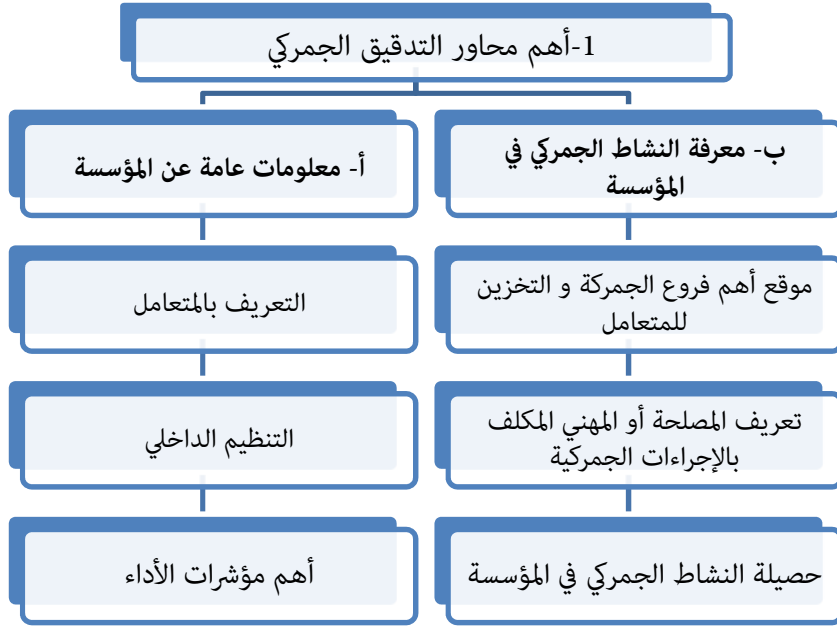 1-أهم محاور التدقيق الجمركي
أ- معلومات عامة عن المؤسسة
التعريف بالمتعامل
التنظيم الداخلي
أهم مؤشرات الأداء
ب- معرفة النشاط الجمركي في
المؤسسة
موقع أهم فروع الجمركة و التخزين
للمتعامل
تعريف المصلحة أو المهني المكلف
بالإجراءات الجمركية
حصيلة النشاط الجمركي في المؤسسة